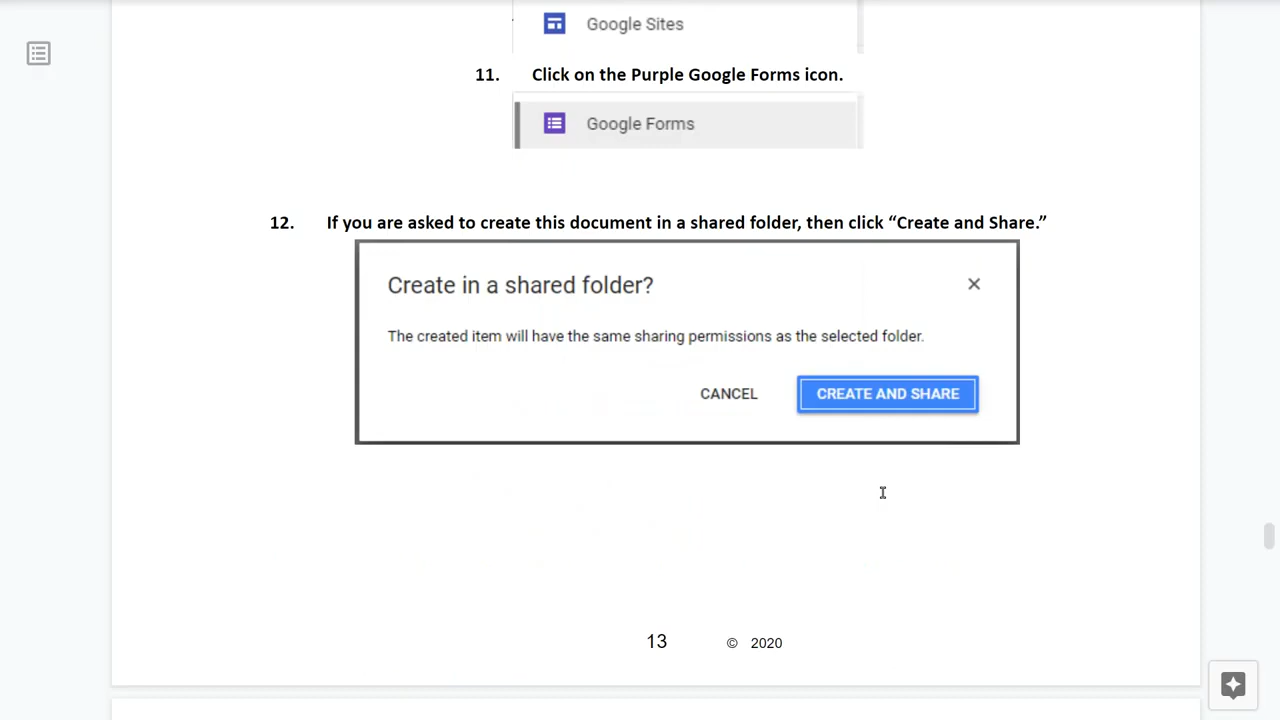 Google Sites
11. Click on the Purple Google Forms icon.
Google Forms
12. If you are asked to create this document in a shared folder, then click “Create and Share.”
Create in a shared folder?
The created item will have the same sharing permissions as the selected folder.
CANCEL CREATE AND SHARE
13 © 2020